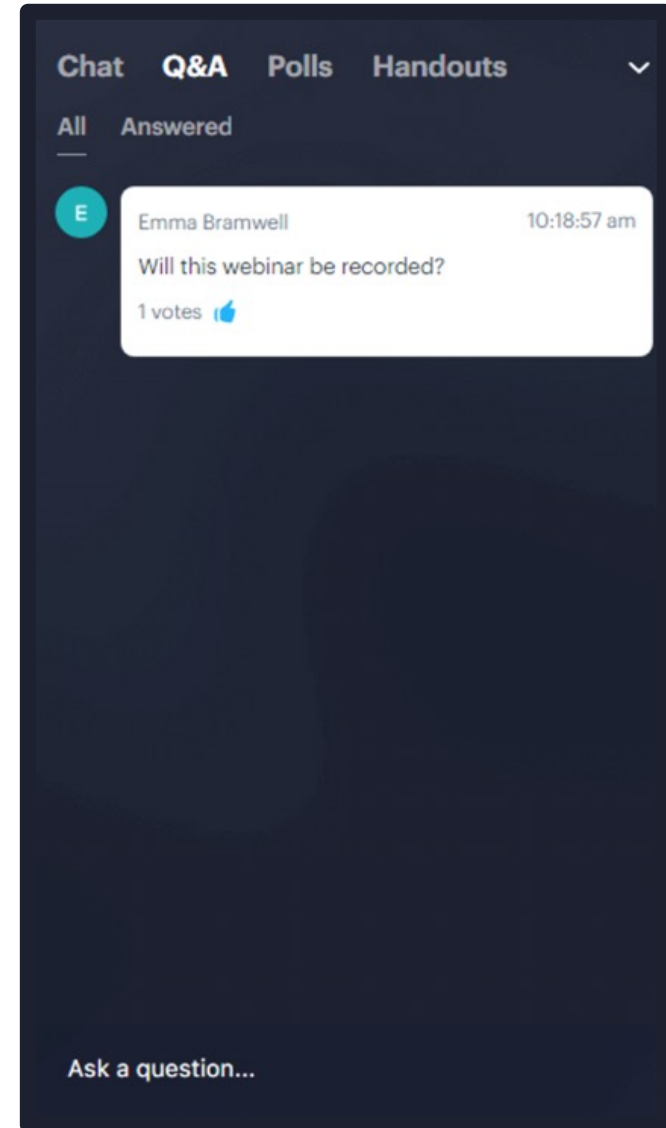 Chat Q&A Polls Handouts
All Answered
E
Emma Bramwell 10:18:57 am
Will this webinar be recorded?
1 votes
Ask a question...